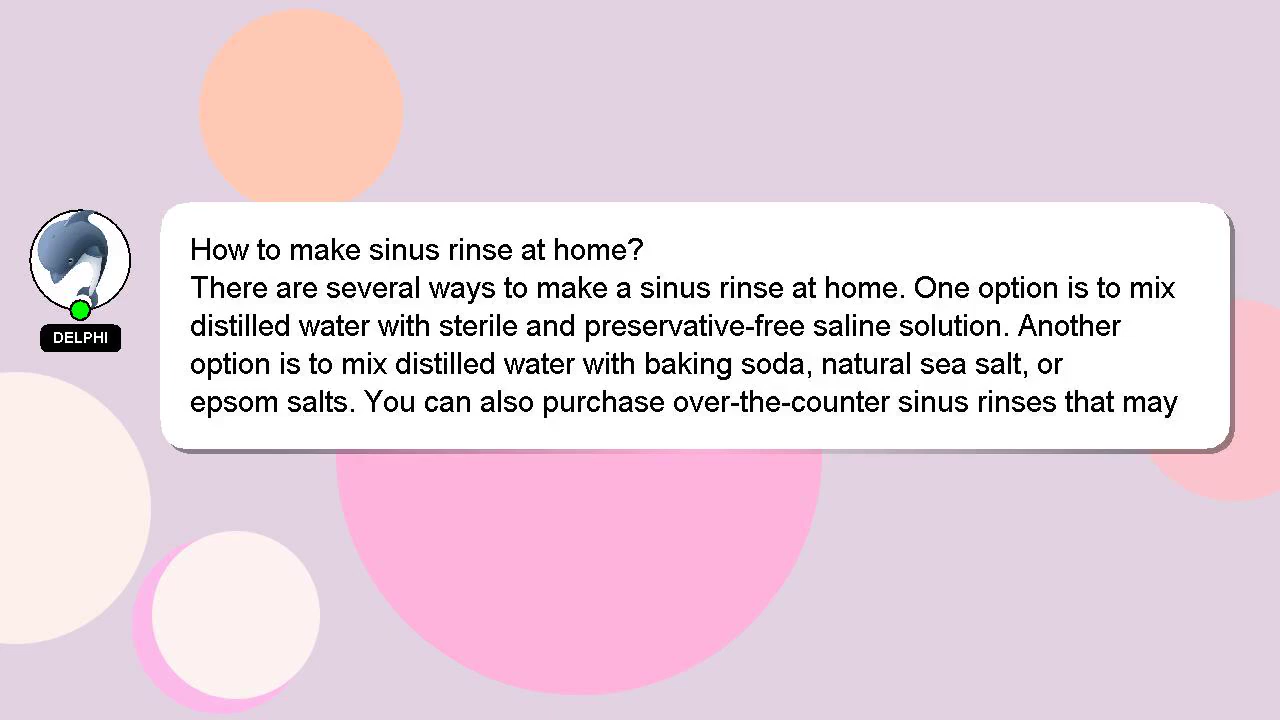 How to make sinus rinse at home?
There are several ways to make a sinus rinse at home. One option is to mix
distilled water with sterile and preservative-free saline solution. Another
option is to mix distilled water with baking soda, natural sea salt, or
epsom salts. You can also purchase over-the-counter sinus rinses that may
DELPHI